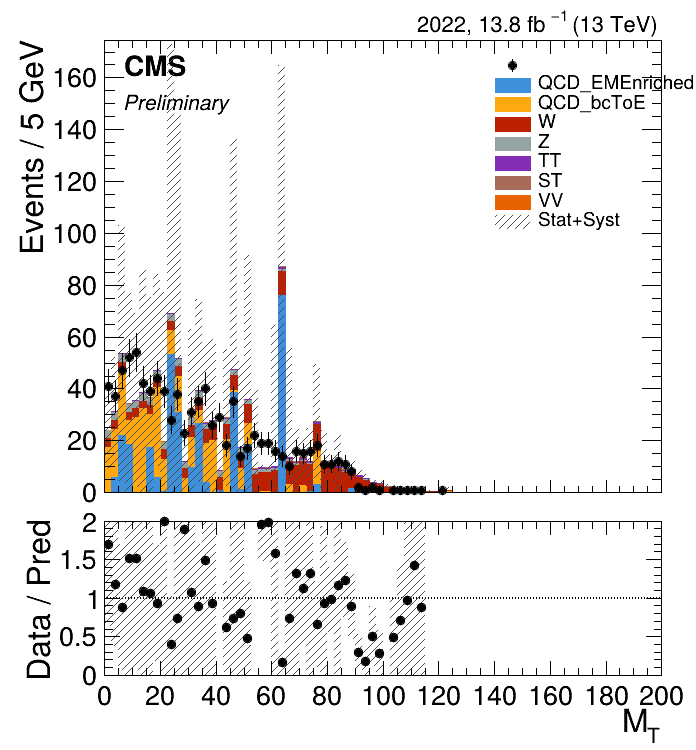 2022, 13.8 fb⁻¹ (13 TeV)
CMS
Preliminary
QCD_EMEnriched
QCD_bcToE
W
Z
TT
ST
VV
Stat+Syst
Events / 5 GeV
160
140
120
100
80
60
40
20
0
Data / Pred
2
1.5
1
0.5
0
0 20 40 60 80 100 120 140 160 180 200
M_T